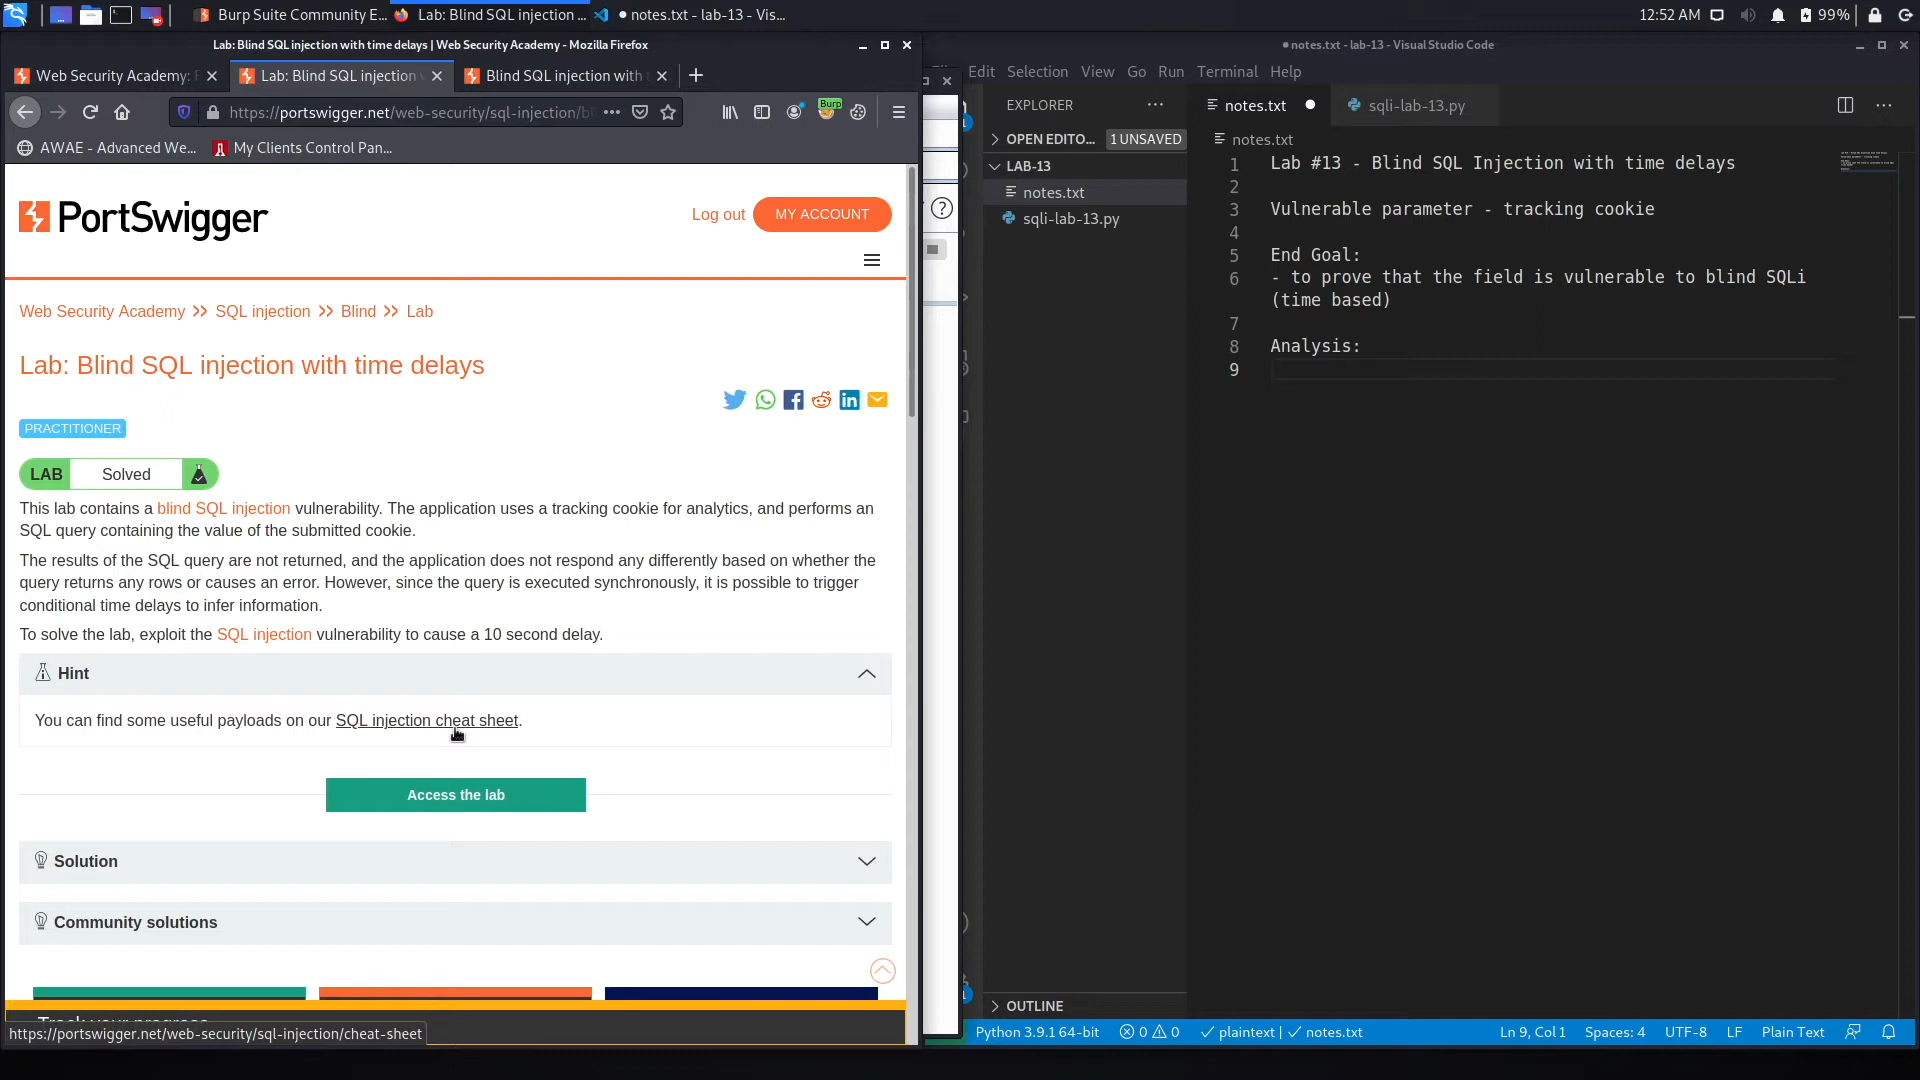 Burp Suite Community E...
Lab: Blind SQL injection ...
● notes.txt - lab-13 - Vis...
12:52 AM
99%
Lab: Blind SQL injection with time delays | Web Security Academy - Mozilla Firefox
Web Security Academy:
Lab: Blind SQL injection
Blind SQL injection with
https://portswigger.net/web-security/sql-injection/bl
Burp
AWAE - Advanced We...
My Clients Control Pan...
PortSwigger
Log out
MY ACCOUNT
Web Security Academy >> SQL injection >> Blind >> Lab
Lab: Blind SQL injection with time delays
PRACTITIONER
LAB Solved
This lab contains a blind SQL injection vulnerability. The application uses a tracking cookie for analytics, and performs an
SQL query containing the value of the submitted cookie.
The results of the SQL query are not returned, and the application does not respond any differently based on whether the
query returns any rows or causes an error. However, since the query is executed synchronously, it is possible to trigger
conditional time delays to infer information.
To solve the lab, exploit the SQL injection vulnerability to cause a 10 second delay.
Hint
You can find some useful payloads on our SQL injection cheat sheet.
Access the lab
Solution
Community solutions
https://portswigger.net/web-security/sql-injection/cheat-sheet
● notes.txt - lab-13 - Visual Studio Code
Edit Selection View Go Run Terminal Help
EXPLORER
OPEN EDITO... 1 UNSAVED
LAB-13
notes.txt
sqli-lab-13.py
OUTLINE
notes.txt ●
sqli-lab-13.py
notes.txt
1 Lab #13 - Blind SQL Injection with time delays
2
3 Vulnerable parameter - tracking cookie
4
5 End Goal:
6 - to prove that the field is vulnerable to blind SQLi
(time based)
7
8 Analysis:
9
Python 3.9.1 64-bit
0 0
✓ plaintext | ✓ notes.txt
Ln 9, Col 1
Spaces: 4
UTF-8
LF
Plain Text